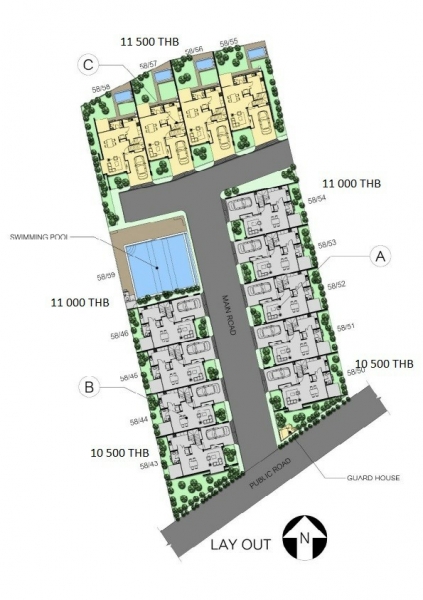 11 500 THB
58/55
58/56
58/57
58/58
C
11 000 THB
58/54
SWIMMING POOL
58/53
A
58/59
58/52
11 000 THB
MAIN ROAD
58/46
58/51
58/45
10 500 THB
58/50
B
58/44
10 500 THB
58/43
GUARD HOUSE
PUBLIC ROAD
LAY OUT
N